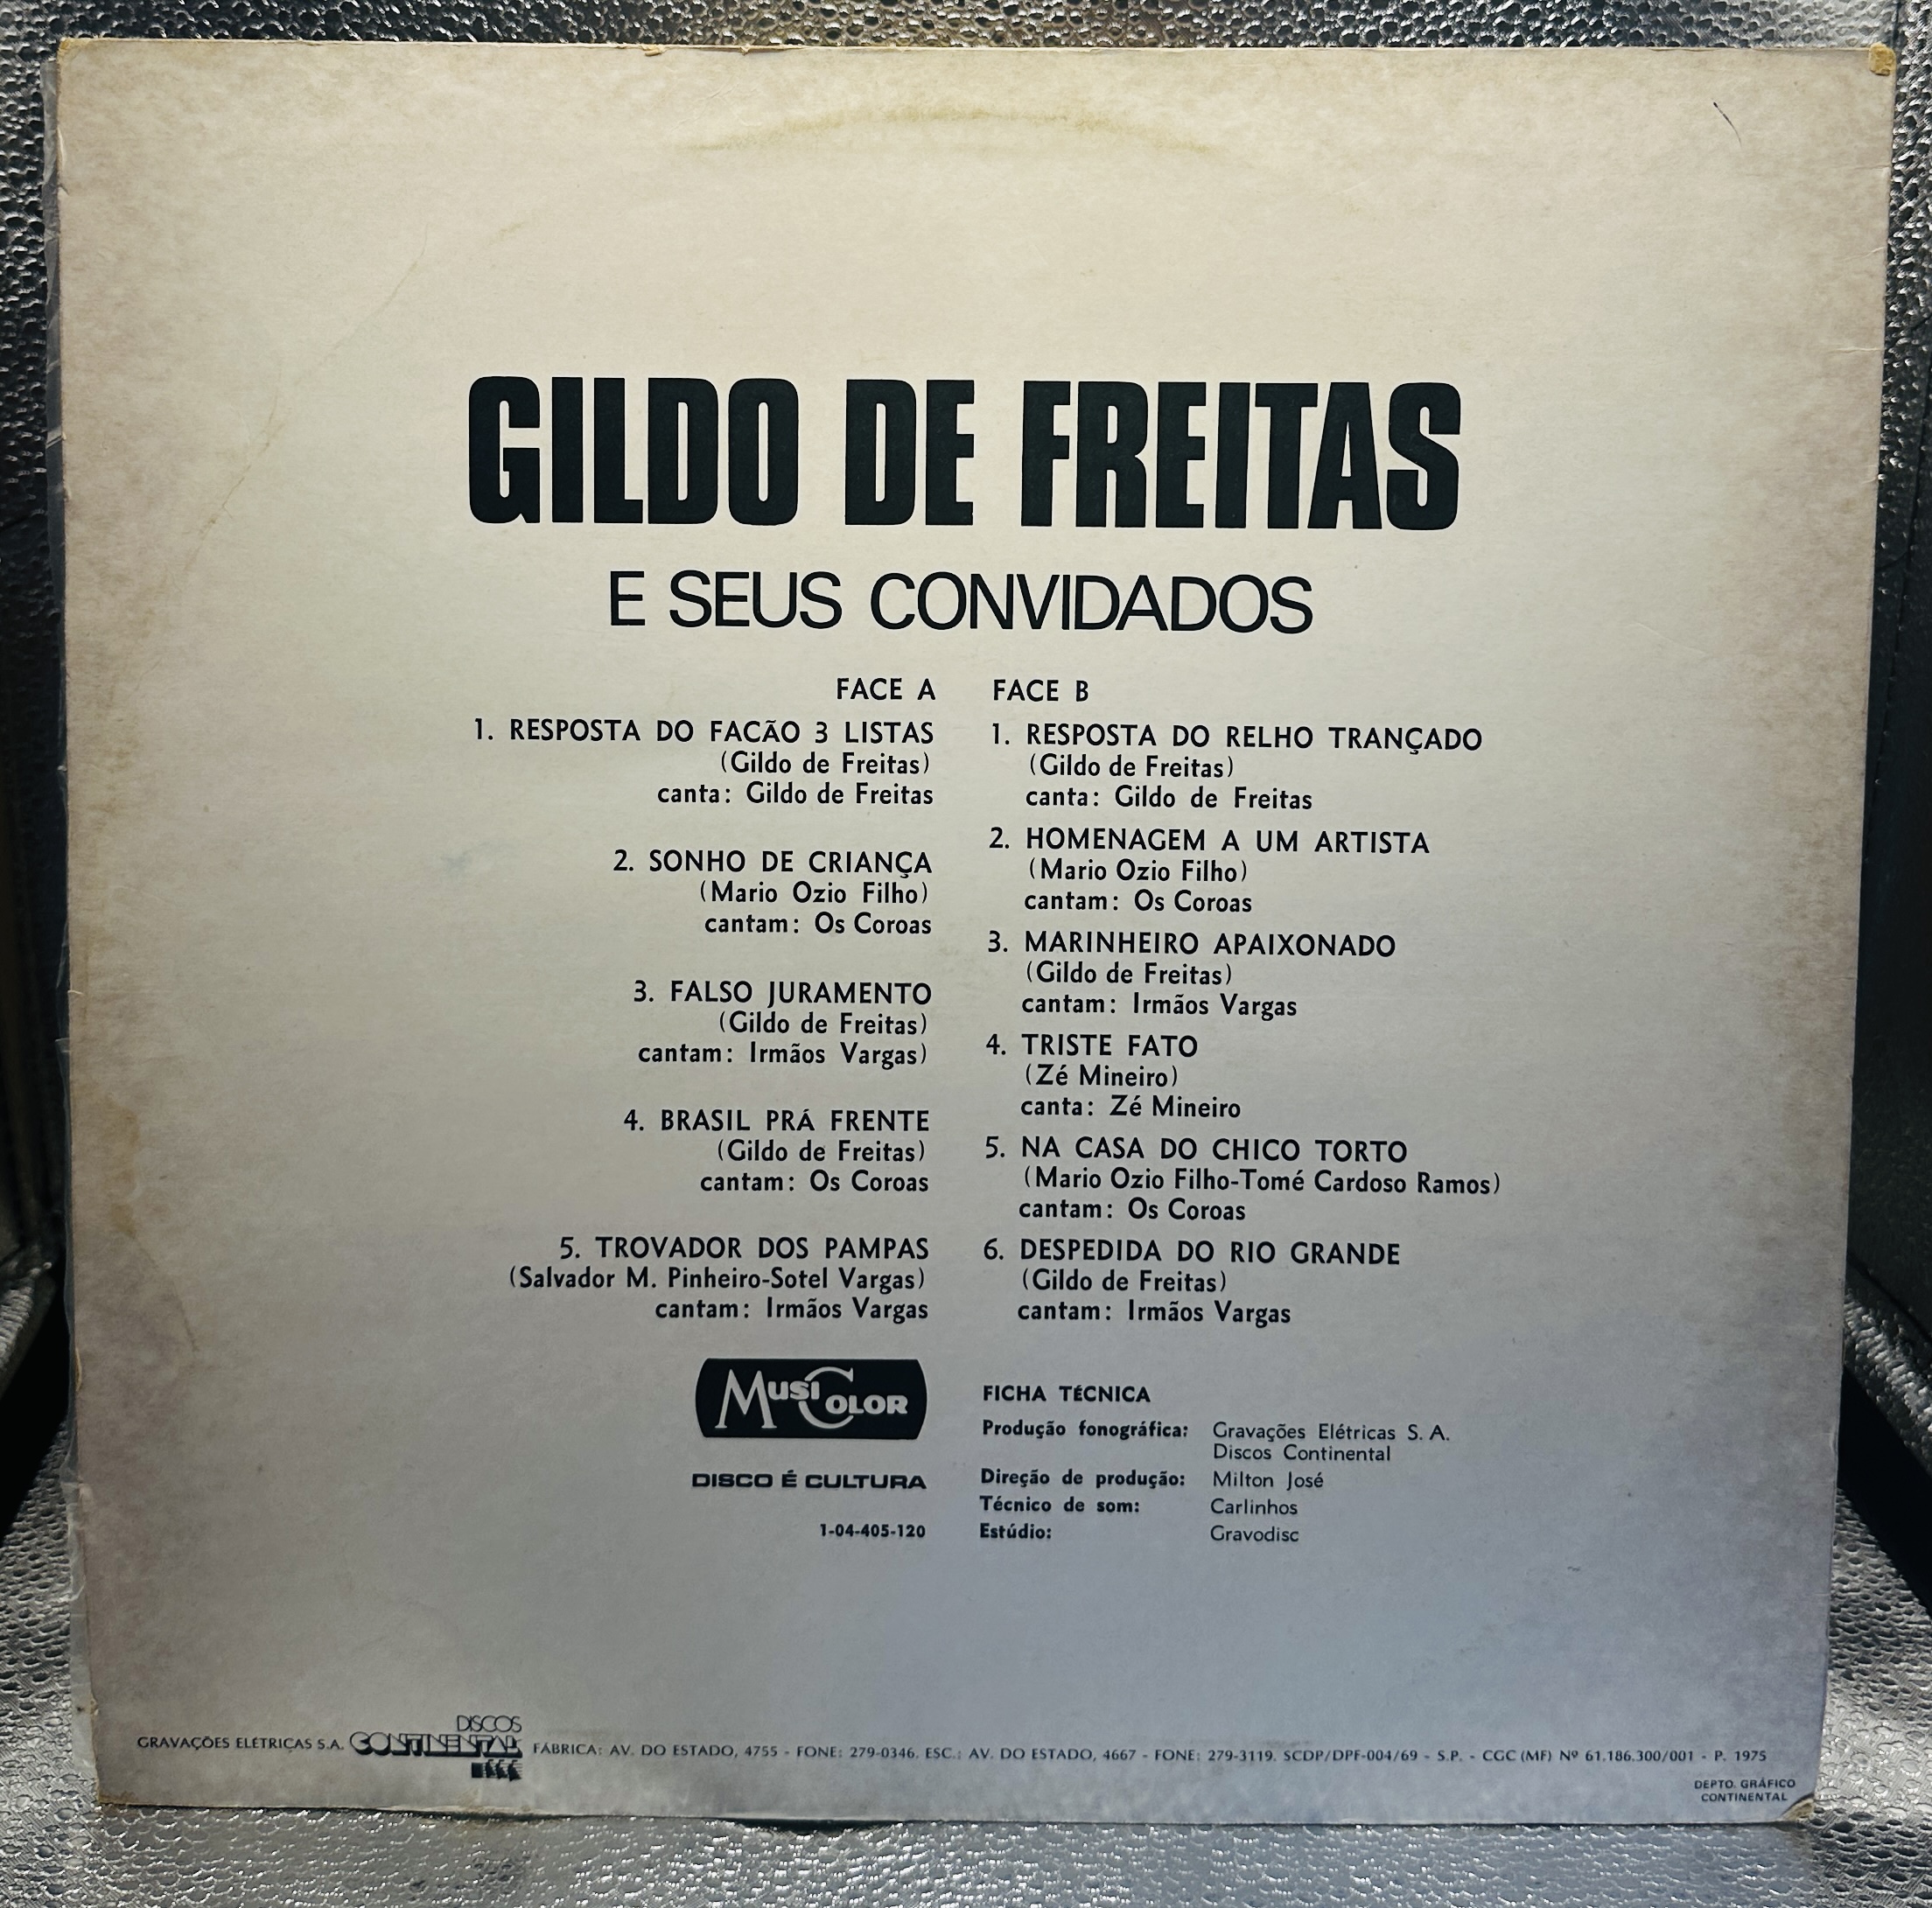 GILDO DE FREITAS
E SEUS CONVIDADOS
FACE A
1. RESPOSTA DO FACÃO 3 LISTAS
(Gildo de Freitas)
canta: Gildo de Freitas
2. SONHO DE CRIANÇA
(Mario Ozio Filho)
cantam: Os Coroas
3. FALSO JURAMENTO
(Gildo de Freitas)
cantam: Irmãos Vargas)
4. BRASIL PRÁ FRENTE
(Gildo de Freitas)
cantam: Os Coroas
5. TROVADOR DOS PAMPAS
(Salvador M. Pinheiro-Sotel Vargas)
cantam: Irmãos Vargas
FACE B
1. RESPOSTA DO RELHO TRANÇADO
(Gildo de Freitas)
canta: Gildo de Freitas
2. HOMENAGEM A UM ARTISTA
(Mario Ozio Filho)
cantam: Os Coroas
3. MARINHEIRO APAIXONADO
(Gildo de Freitas)
cantam: Irmãos Vargas
4. TRISTE FATO
(Zé Mineiro)
canta: Zé Mineiro
5. NA CASA DO CHICO TORTO
(Mario Ozio Filho-Tomé Cardoso Ramos)
cantam: Os Coroas
6. DESPEDIDA DO RIO GRANDE
(Gildo de Freitas)
cantam: Irmãos Vargas
MUSICOLOR
DISCO É CULTURA
1-04-405-120
FICHA TÉCNICA
Produção fonográfica: Gravações Elétricas S. A.
Discos Continental
Direção de produção: Milton José
Técnico de som: Carlinhos
Estúdio: Gravodisc
DISCOS
GRAVAÇÕES ELÉTRICAS S.A. CONTINENTAL FÁBRICA: AV. DO ESTADO, 4755 - FONE: 279-0346. ESC.: AV. DO ESTADO, 4667 - FONE: 279-3119. SCDP/DPF-004/69 - S.P. - CGC (MF) Nº 61.186.300/001 - P. 1975
DEPTO. GRÁFICO
CONTINENTAL